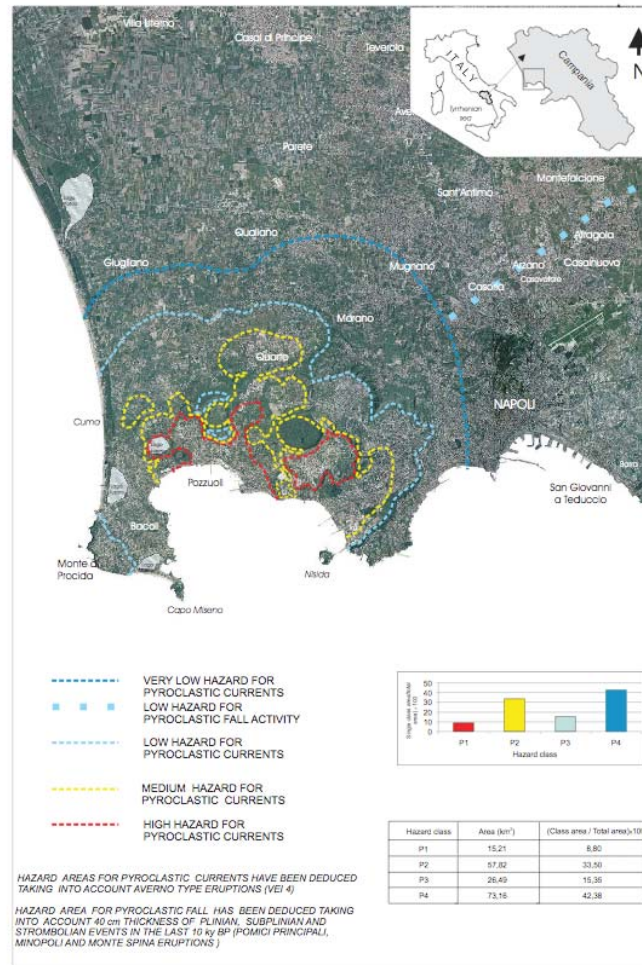 Villa Literno
Casal di Principe
Teverola
ITALY
Campania
Tyrrhenian
sea
N
Parete
Sant'Antimo
Montefalcione
Afragola
Qualiano
Giugliano
Mugnano
Arzano
Casalnuovo
Casavatore
Casoria
Marano
Quarto
NAPOLI
Cuma
Pozzuoli
San Giovanni
a Teduccio
Bacoli
Monte di
Procida
Nisida
Capo Miseno
VERY LOW HAZARD FOR
PYROCLASTIC CURRENTS
LOW HAZARD FOR
PYROCLASTIC FALL ACTIVITY
LOW HAZARD FOR
PYROCLASTIC CURRENTS
MEDIUM HAZARD FOR
PYROCLASTIC CURRENTS
HIGH HAZARD FOR
PYROCLASTIC CURRENTS
50
40
30
20
10
0
P1 P2 P3 P4
Hazard class
Hazard class Area (km²) (Class area / Total area)x100
P1 15,21 8,80
P2 57,82 33,50
P3 26,49 15,35
P4 73,16 42,38
HAZARD AREAS FOR PYROCLASTIC CURRENTS HAVE BEEN DEDUCED
TAKING INTO ACCOUNT AVERNO TYPE ERUPTIONS (VEI 4)
HAZARD AREA FOR PYROCLASTIC FALL HAS BEEN DEDUCED TAKING
INTO ACCOUNT 40 cm THICKNESS OF PLINIAN, SUBPLINIAN AND
STROMBOLIAN EVENTS IN THE LAST 10 ky BP (POMICI PRINCIPALI,
MINOPOLI AND MONTE SPINA ERUPTIONS )